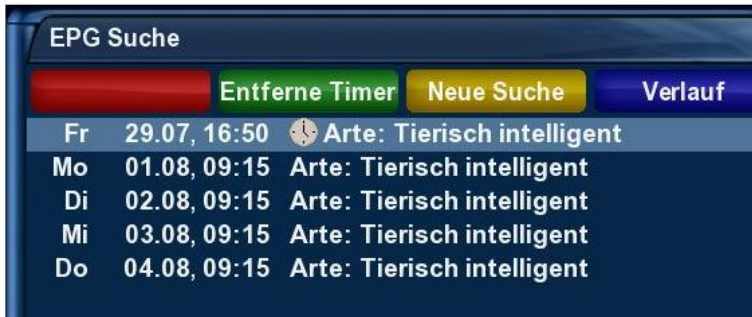 EPG Suche
Entferne Timer Neue Suche Verlauf
Fr 29.07, 16:50 Arte: Tierisch intelligent
Mo 01.08, 09:15 Arte: Tierisch intelligent
Di 02.08, 09:15 Arte: Tierisch intelligent
Mi 03.08, 09:15 Arte: Tierisch intelligent
Do 04.08, 09:15 Arte: Tierisch intelligent